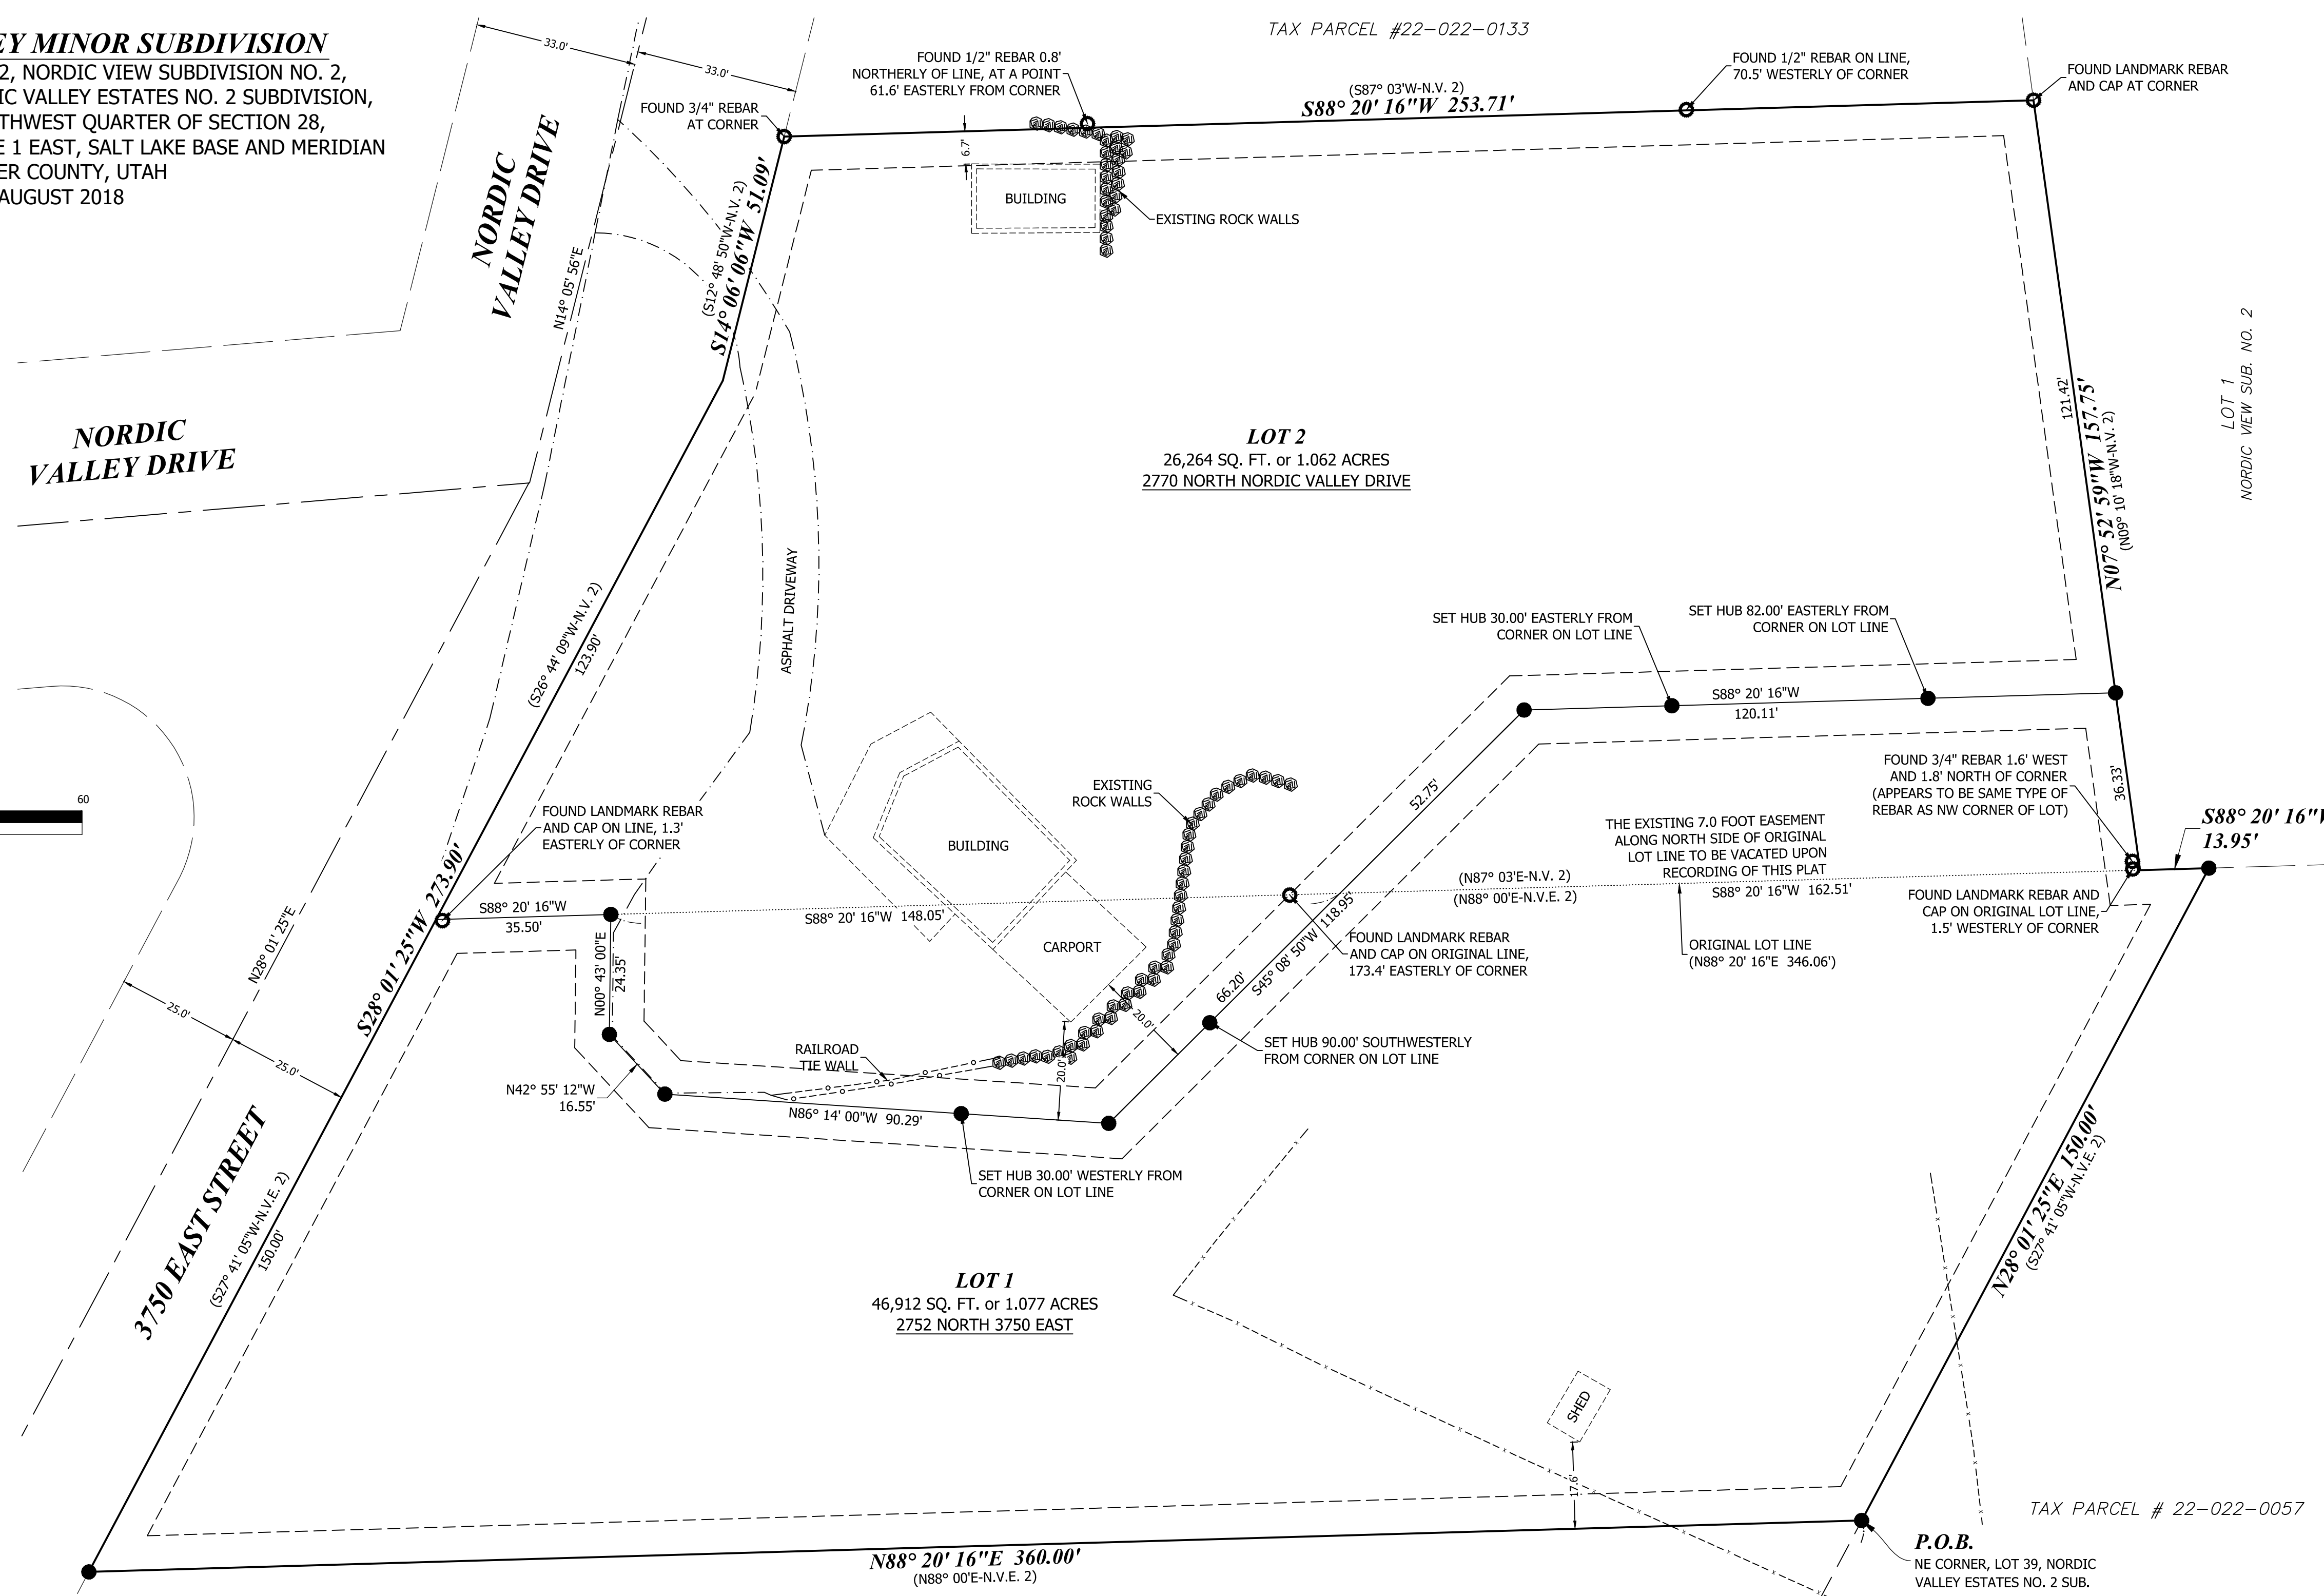 EY MINOR SUBDIVISION
2, NORDIC VIEW SUBDIVISION NO. 2,
IC VALLEY ESTATES NO. 2 SUBDIVISION,
THWEST QUARTER OF SECTION 28,
E 1 EAST, SALT LAKE BASE AND MERIDIAN
ER COUNTY, UTAH
AUGUST 2018
33.0'
33.0'
TAX PARCEL #22-022-0133
FOUND 3/4" REBAR
AT CORNER
FOUND 1/2" REBAR 0.8'
NORTHERLY OF LINE, AT A POINT
61.6' EASTERLY FROM CORNER
(S87° 03'W-N.V. 2)
S88° 20' 16"W 253.71'
FOUND 1/2" REBAR ON LINE,
70.5' WESTERLY OF CORNER
FOUND LANDMARK REBAR
AND CAP AT CORNER
NORDIC
VALLEY DRIVE
N14° 05' 56"E
(S12° 48' 50"W-N.V. 2)
S14° 06' 06"W 51.09'
6.7'
BUILDING
EXISTING ROCK WALLS
NORDIC
VALLEY DRIVE
LOT 2
26,264 SQ. FT. or 1.062 ACRES
2770 NORTH NORDIC VALLEY DRIVE
121.42'
N07° 52' 59"W 157.75'
(N09° 10' 18"W-N.V. 2)
LOT 1
NORDIC VIEW SUB. NO. 2
(S26° 44' 09"W-N.V. 2)
123.90'
ASPHALT DRIVEWAY
SET HUB 30.00' EASTERLY FROM
CORNER ON LOT LINE
SET HUB 82.00' EASTERLY FROM
CORNER ON LOT LINE
S88° 20' 16"W
120.11'
60
FOUND LANDMARK REBAR
AND CAP ON LINE, 1.3'
EASTERLY OF CORNER
BUILDING
EXISTING
ROCK WALLS
52.75'
THE EXISTING 7.0 FOOT EASEMENT
ALONG NORTH SIDE OF ORIGINAL
LOT LINE TO BE VACATED UPON
RECORDING OF THIS PLAT
FOUND 3/4" REBAR 1.6' WEST
AND 1.8' NORTH OF CORNER
(APPEARS TO BE SAME TYPE OF
REBAR AS NW CORNER OF LOT)
36.33'
S88° 20' 16"W
13.95'
S28° 01' 25"W 273.90'
S88° 20' 16"W
35.50'
S88° 20' 16"W 148.05'
(N87° 03'E-N.V. 2)
(N88° 00'E-N.V.E. 2)
S88° 20' 16"W 162.51'
FOUND LANDMARK REBAR AND
CAP ON ORIGINAL LOT LINE,
1.5' WESTERLY OF CORNER
N28° 01' 25"E
N00° 43' 00"E
24.35'
CARPORT
FOUND LANDMARK REBAR
AND CAP ON ORIGINAL LINE,
173.4' EASTERLY OF CORNER
ORIGINAL LOT LINE
(N88° 20' 16"E 346.06')
25.0'
25.0'
66.20'
S45° 08' 50"W 118.95'
20.0'
RAILROAD
TIE WALL
20.0'
SET HUB 90.00' SOUTHWESTERLY
FROM CORNER ON LOT LINE
N42° 55' 12"W
16.55'
N86° 14' 00"W 90.29'
SET HUB 30.00' WESTERLY FROM
CORNER ON LOT LINE
3750 EAST STREET
(S27° 41' 05"W-N.V.E. 2)
150.00'
N28° 01' 25"E 150.00'
(S27° 41' 05"W-N.V.E. 2)
LOT 1
46,912 SQ. FT. or 1.077 ACRES
2752 NORTH 3750 EAST
SHED
17.6'
TAX PARCEL # 22-022-0057
N88° 20' 16"E 360.00'
(N88° 00'E-N.V.E. 2)
P.O.B.
NE CORNER, LOT 39, NORDIC
VALLEY ESTATES NO. 2 SUB.